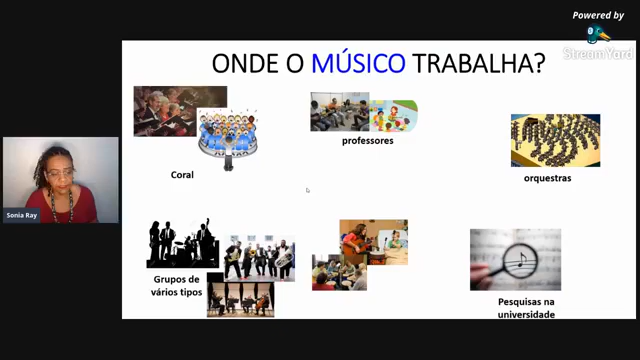 Powered by
StreamYard
ONDE O MÚSICO TRABALHA?
professores
Coral
orquestras
Sonia Ray
Grupos de
vários tipos
Pesquisas na
universidade